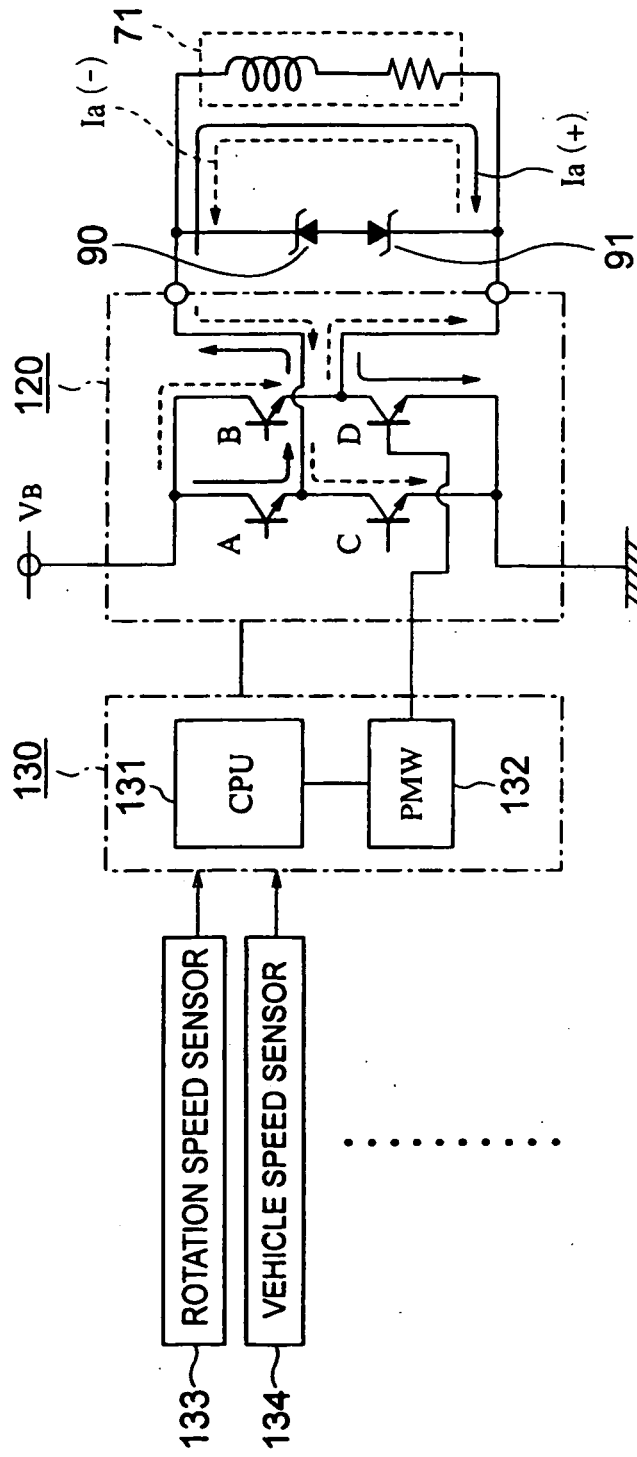 133
ROTATION SPEED SENSOR
134
VEHICLE SPEED SENSOR
130
131
CPU
PMW
132
120
VB
A
B
C
D
90
91
Ia (-)
Ia (+)
71